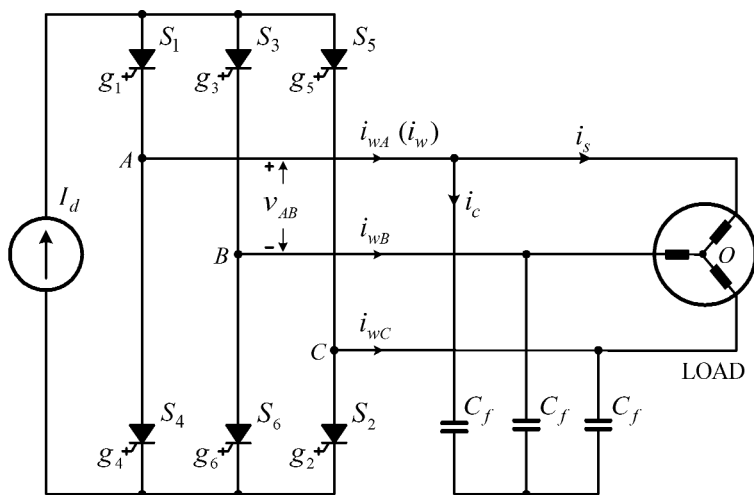 S1 S3 S5
g1+ g3+ g5+
iwA (iw) is
A
+
Id vAB ic
-
B iwB O
C iwC
LOAD
S4 S6 S2 Cf Cf Cf
g4+ g6+ g2+